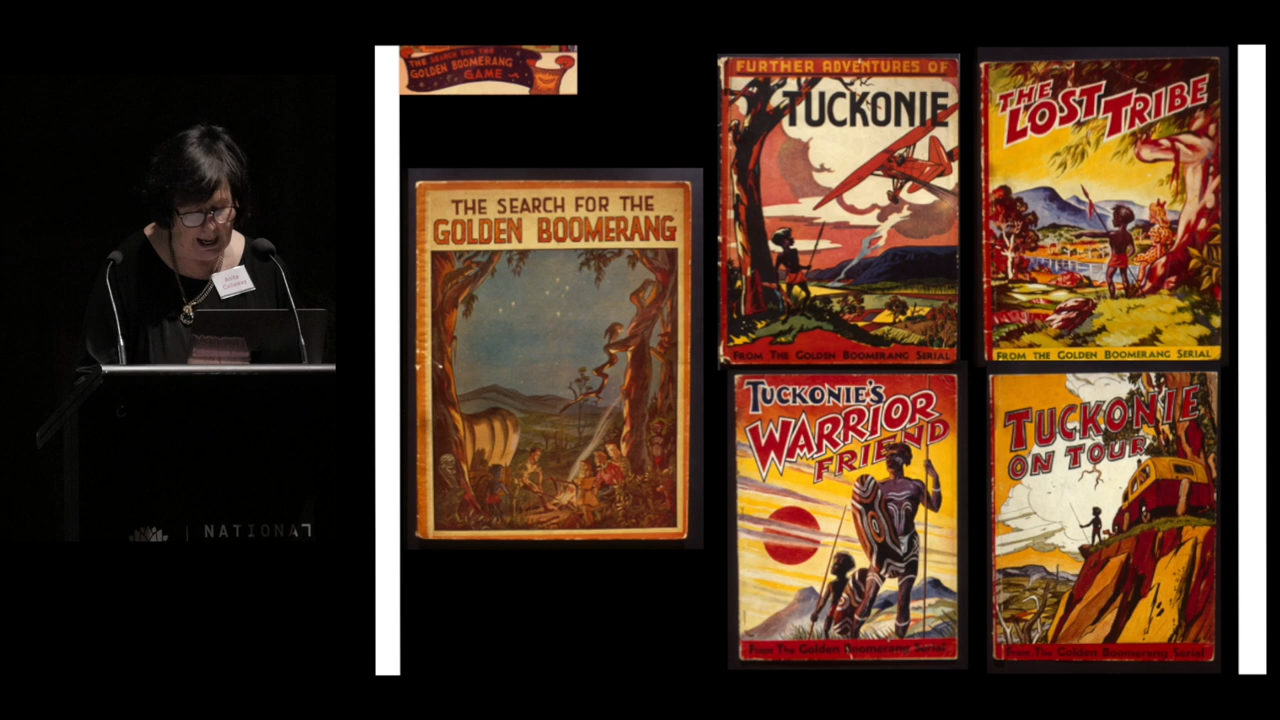 THE SEARCH FOR THE
GOLDEN BOOMERANG
GAME
THE SEARCH FOR THE
GOLDEN BOOMERANG
FURTHER ADVENTURES OF
TUCKONIE
FROM THE GOLDEN BOOMERANG SERIAL
THE
LOST TRIBE
FROM THE GOLDEN BOOMERANG SERIAL
TUCKONIE'S
WARRIOR
FRIEND
From The Golden Boomerang Serial
TUCKONIE
ON TOUR
From The Golden Boomerang Serial
Anita
Callaway
NATIONAL